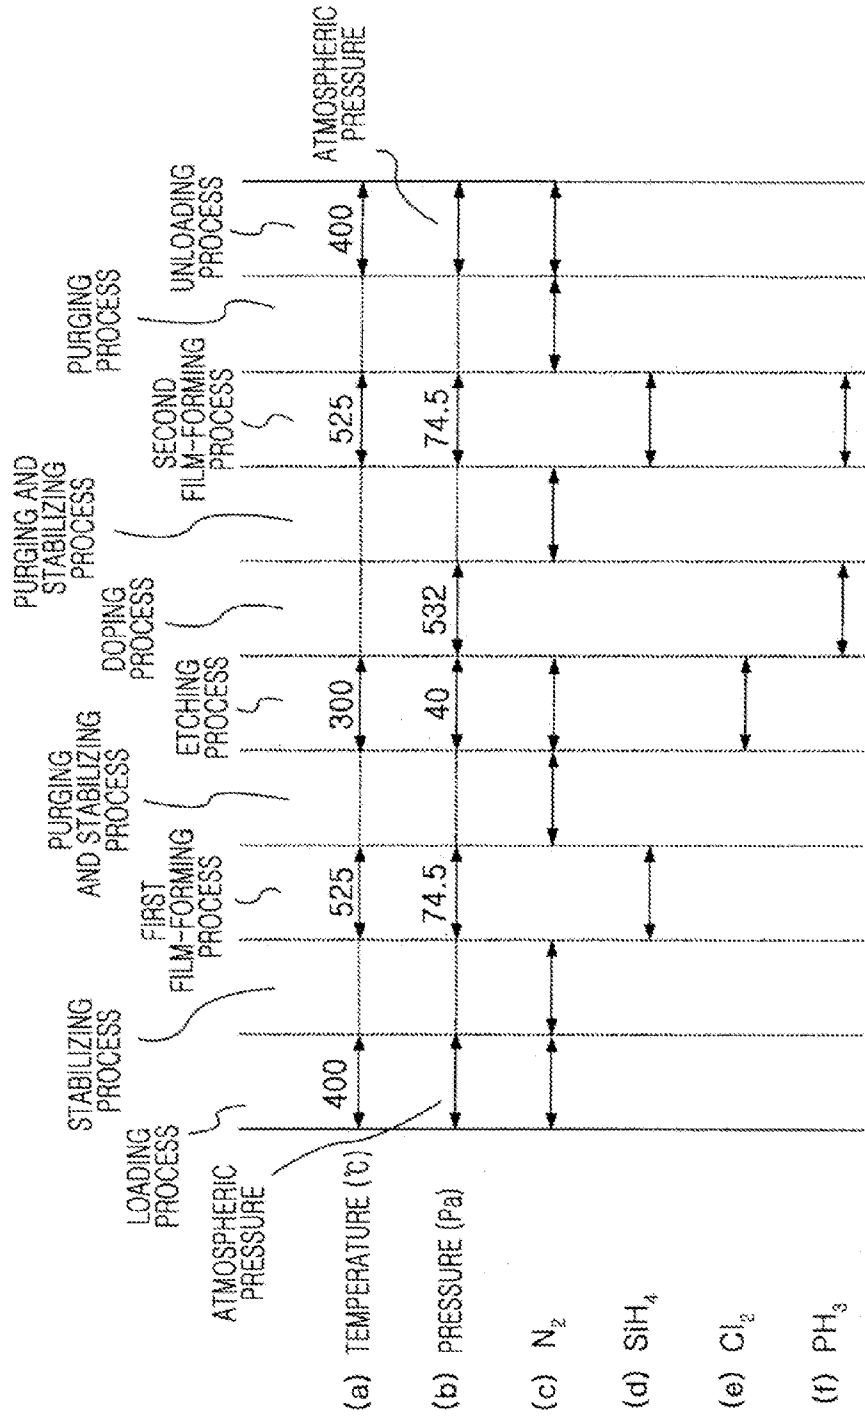 LOADING
PROCESS
STABILIZING
PROCESS
FIRST
FILM-FORMING
PROCESS
PURGING
AND STABILIZING
PROCESS
ETCHING
PROCESS
DOPING
PROCESS
PURGING AND
STABILIZING
PROCESS
SECOND
FILM-FORMING
PROCESS
PURGING
PROCESS
UNLOADING
PROCESS
ATMOSPHERIC
PRESSURE
ATMOSPHERIC
PRESSURE
(a) TEMPERATURE (℃) 400 525 300 525 400
(b) PRESSURE (Pa) 74.5 40 532 74.5
(c) N₂
(d) SiH₄
(e) Cl₂
(f) PH₃